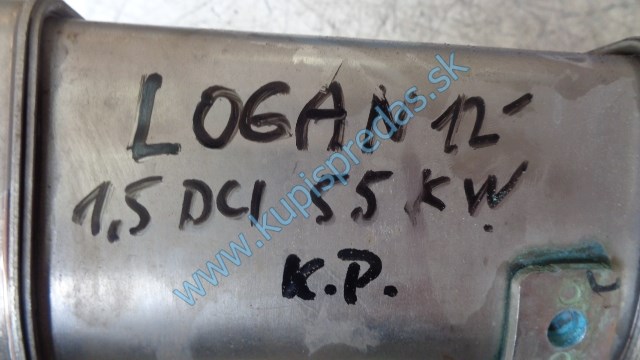 LOGAN 12-
1,5 DCI 55 KW
K.P.
www.kupispredas.sk